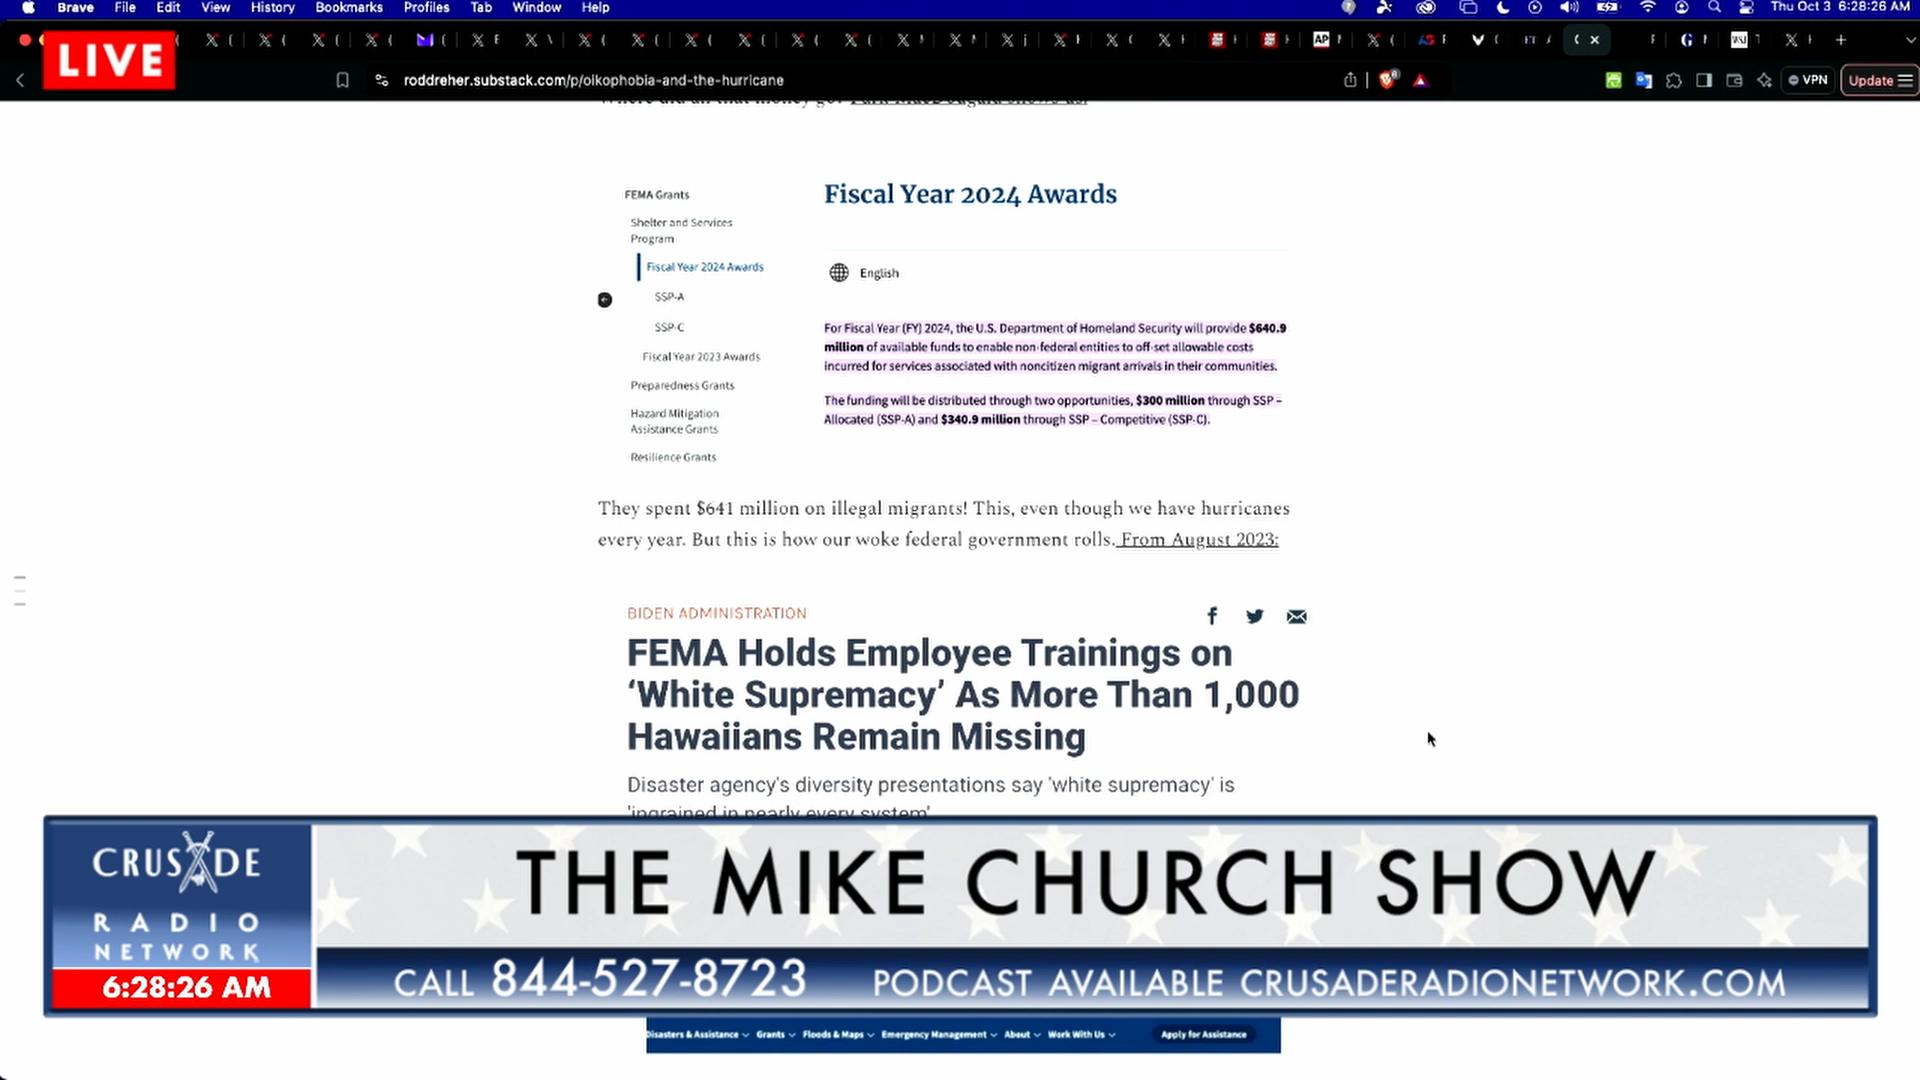 Brave File Edit View History Bookmarks Profiles Tab Window Help Thu Oct 3 6:28:26 AM
LIVE
roddreher.substack.com/p/oikophobia-and-the-hurricane
VPN
Update
FEMA Grants
Shelter and Services
Program
Fiscal Year 2024 Awards
SSP-A
SSP-C
Fiscal Year 2023 Awards
Preparedness Grants
Hazard Mitigation
Assistance Grants
Resilience Grants
Fiscal Year 2024 Awards
English
For Fiscal Year (FY) 2024, the U.S. Department of Homeland Security will provide $640.9
million of available funds to enable non-federal entities to off-set allowable costs
incurred for services associated with noncitizen migrant arrivals in their communities.
The funding will be distributed through two opportunities, $300 million through SSP –
Allocated (SSP-A) and $340.9 million through SSP – Competitive (SSP-C).
They spent $641 million on illegal migrants! This, even though we have hurricanes
every year. But this is how our woke federal government rolls. From August 2023:
BIDEN ADMINISTRATION
FEMA Holds Employee Trainings on
‘White Supremacy’ As More Than 1,000
Hawaiians Remain Missing
Disaster agency's diversity presentations say 'white supremacy' is
'ingrained in nearly every system'
CRUSADE
RADIO
NETWORK
6:28:26 AM
THE MIKE CHURCH SHOW
CALL 844-527-8723 PODCAST AVAILABLE CRUSADERADIONETWORK.COM
Disasters & Assistance Grants Floods & Maps Emergency Management About Work With Us Apply for Assistance